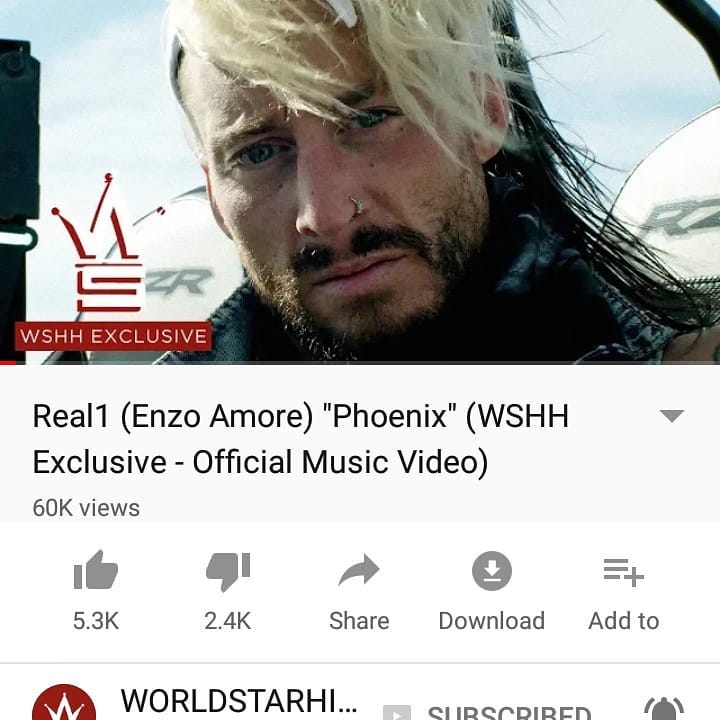 ZR
RZ
WSHH EXCLUSIVE
Real1 (Enzo Amore) "Phoenix" (WSHH
Exclusive - Official Music Video)
60K views
5.3K
2.4K
Share
Download
Add to
WORLDSTARHI...
SUBSCRIBED